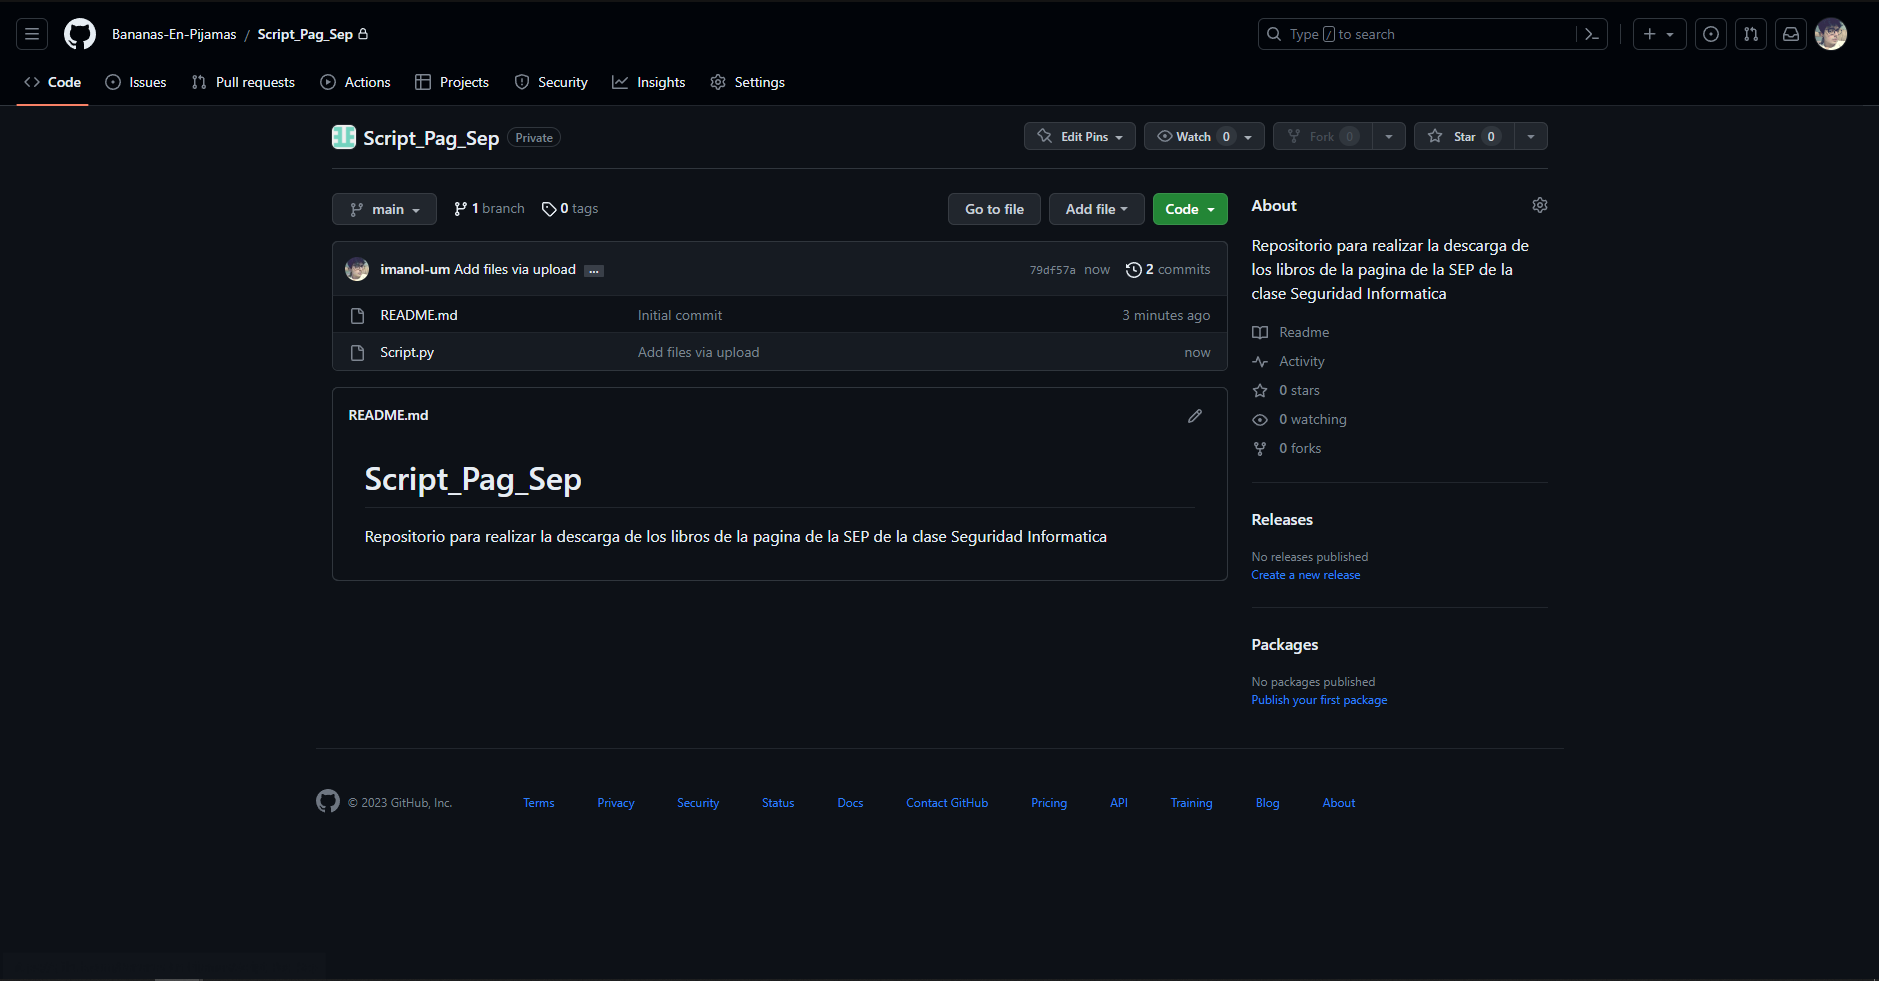 Bananas-En-Pijamas / Script_Pag_Sep
Type / to search
Code Issues Pull requests Actions Projects Security Insights Settings
Script_Pag_Sep Private
Edit Pins Watch 0 Fork 0 Star 0
main 1 branch 0 tags Go to file Add file Code
imanol-um Add files via upload ... 79df57a now 2 commits
README.md Initial commit 3 minutes ago
Script.py Add files via upload now
README.md
Script_Pag_Sep
Repositorio para realizar la descarga de los libros de la pagina de la SEP de la clase Seguridad Informatica
About
Repositorio para realizar la descarga de
los libros de la pagina de la SEP de la
clase Seguridad Informatica
Readme
Activity
0 stars
0 watching
0 forks
Releases
No releases published
Create a new release
Packages
No packages published
Publish your first package
© 2023 GitHub, Inc. Terms Privacy Security Status Docs Contact GitHub Pricing API Training Blog About